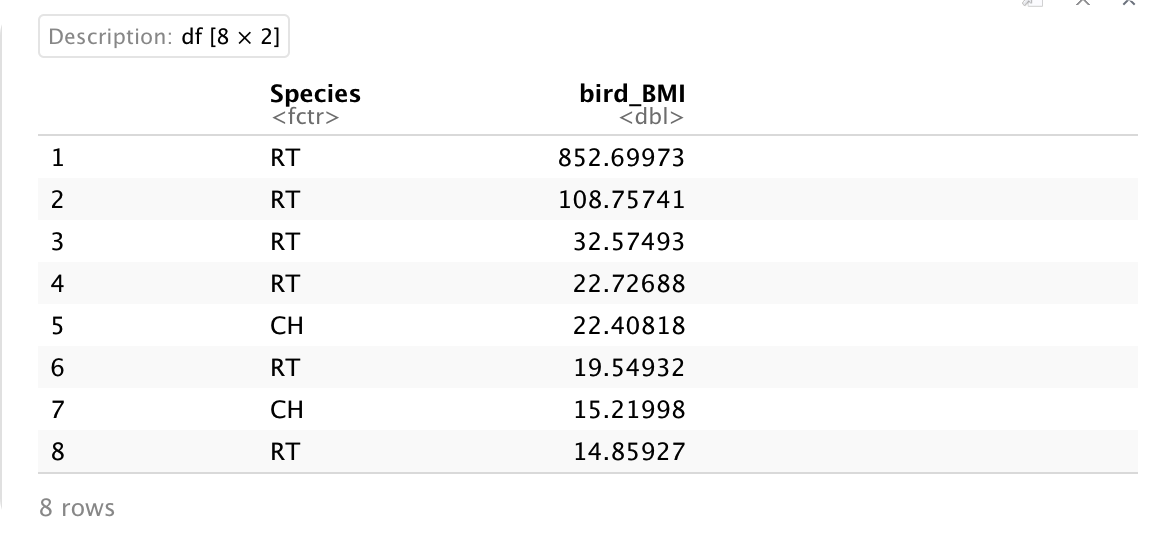 Description: df [8 × 2]
Species bird_BMI
<fctr> <dbl>
1 RT 852.69973
2 RT 108.75741
3 RT 32.57493
4 RT 22.72688
5 CH 22.40818
6 RT 19.54932
7 CH 15.21998
8 RT 14.85927
8 rows